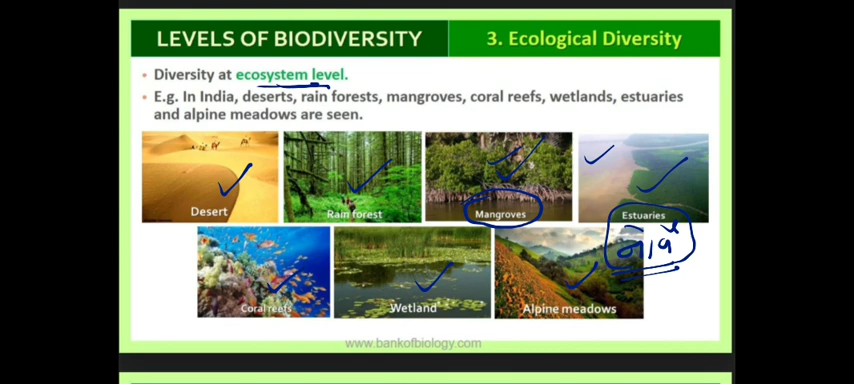 LEVELS OF BIODIVERSITY
3. Ecological Diversity
• Diversity at ecosystem level.
• E.g. In India, deserts, rain forests, mangroves, coral reefs, wetlands, estuaries
and alpine meadows are seen.
Desert
Rain forest
Mangroves
Estuaries
Coral reefs
Wetland
Alpine meadows
www.bankofbiology.com